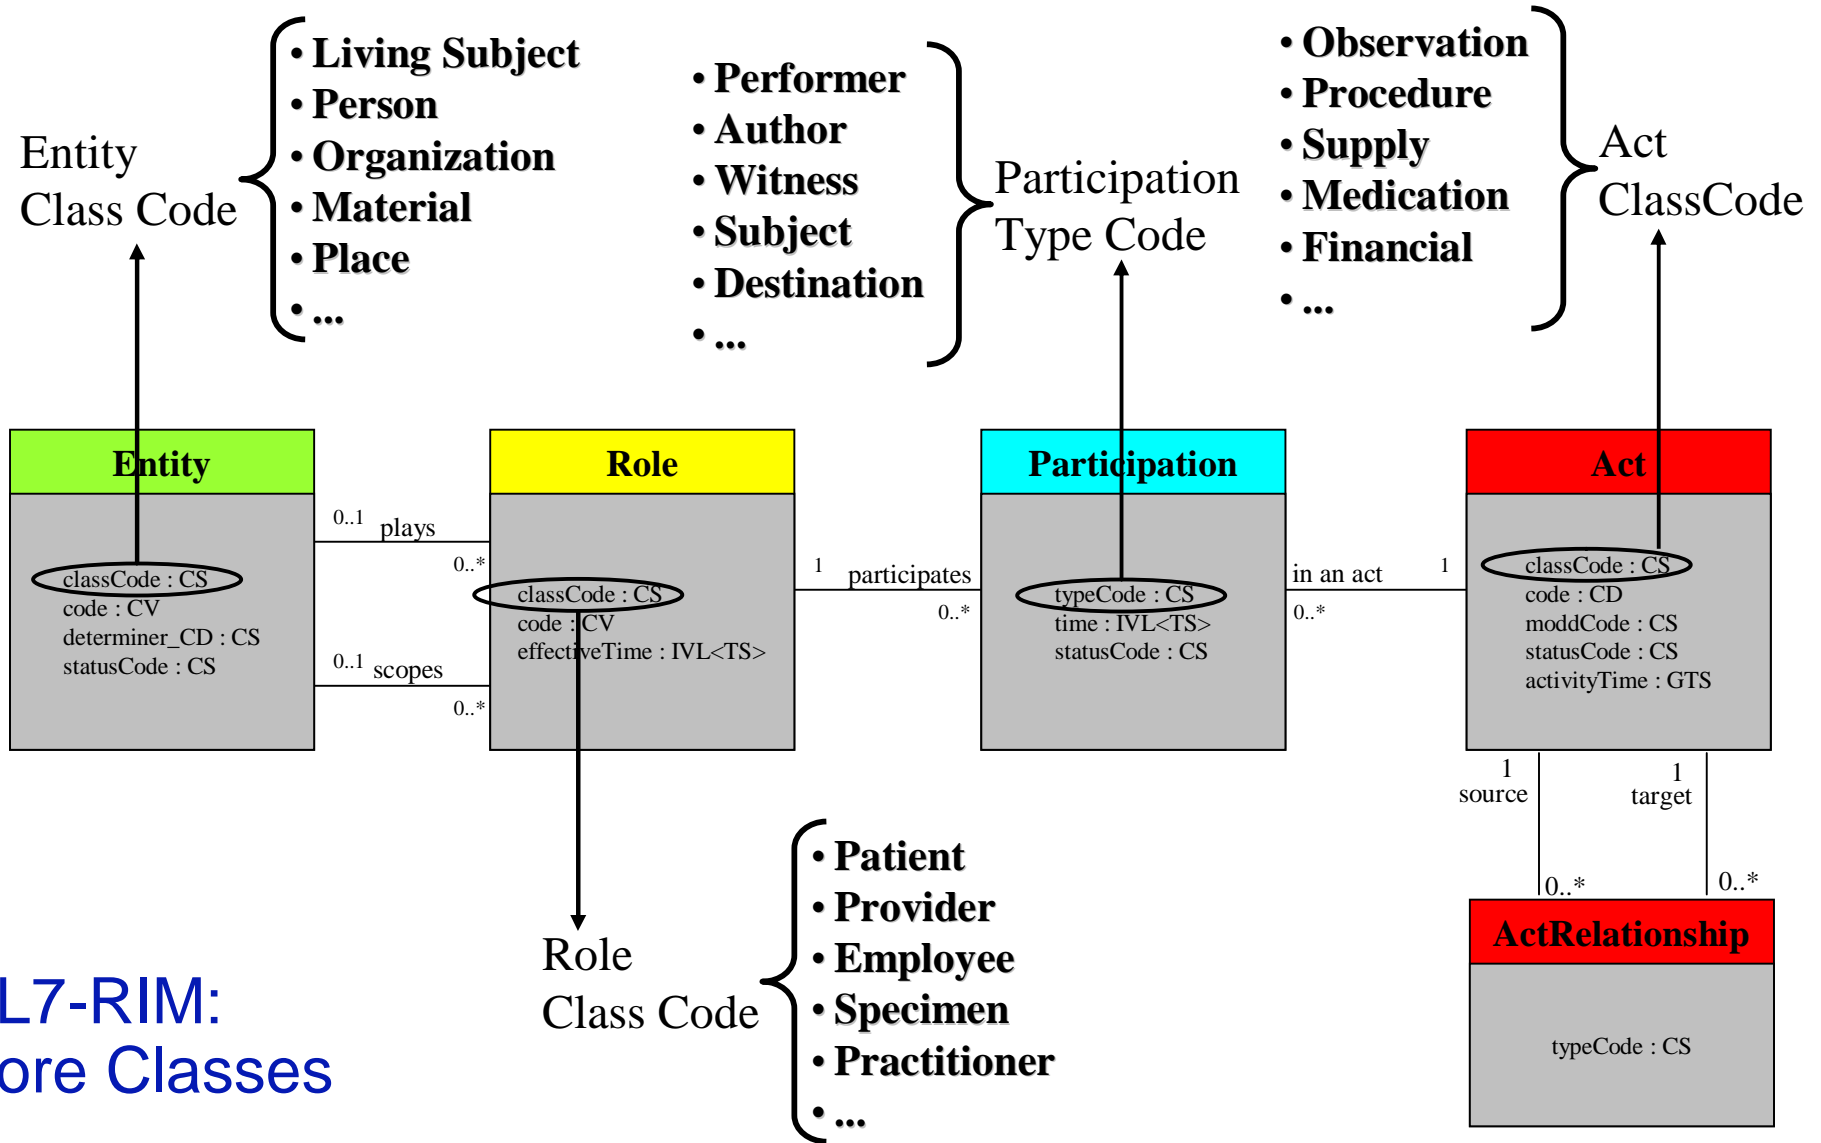 • Living Subject
• Person
• Organization
• Material
• Place
• ...
Entity
Class Code
• Performer
• Author
• Witness
• Subject
• Destination
• ...
Participation
Type Code
• Observation
• Procedure
• Supply
• Medication
• Financial
• ...
Act
ClassCode
Entity
classCode : CS
code : CV
determiner_CD : CS
statusCode : CS
0..1 plays
0..*
0..1 scopes
0..*
Role
classCode : CS
code : CV
effectiveTime : IVL<TS>
1 participates
0..*
Participation
typeCode : CS
time : IVL<TS>
statusCode : CS
in an act 1
0..*
Act
classCode : CS
code : CD
moddCode : CS
statusCode : CS
activityTime : GTS
1
source
0..*
1
target
0..*
ActRelationship
typeCode : CS
Role
Class Code
• Patient
• Provider
• Employee
• Specimen
• Practitioner
• ...
L7-RIM:
ore Classes